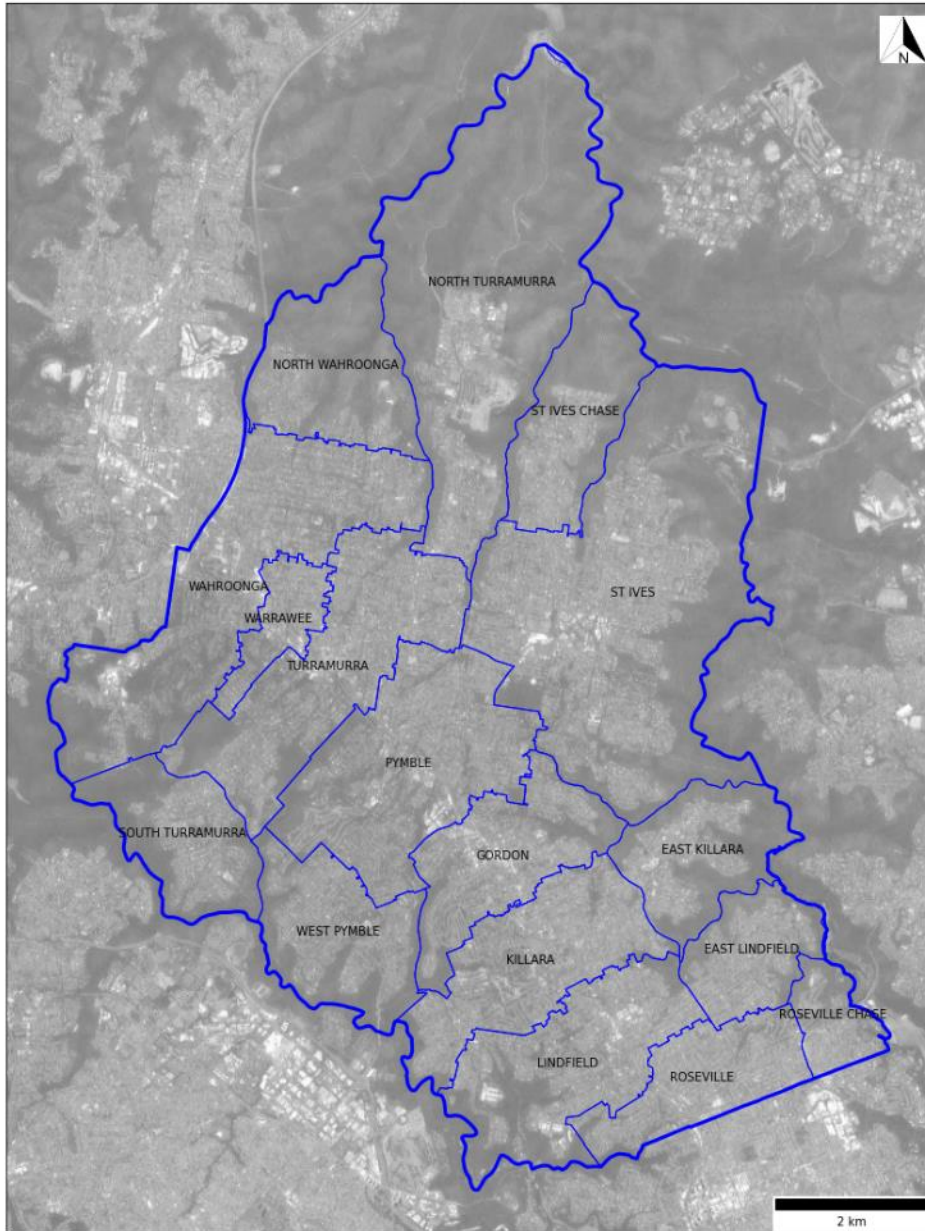 N
NORTH TURRAMURRA
NORTH WAHROONGA
ST IVES CHASE
WAHROONGA
ST IVES
WARRAWEE
TURRAMURRA
PYMBLE
SOUTH TURRAMURRA
GORDON
EAST KILLARA
WEST PYMBLE
EAST LINDFIELD
KILLARA
ROSEVILLE CHASE
LINDFIELD
ROSEVILLE
2 km